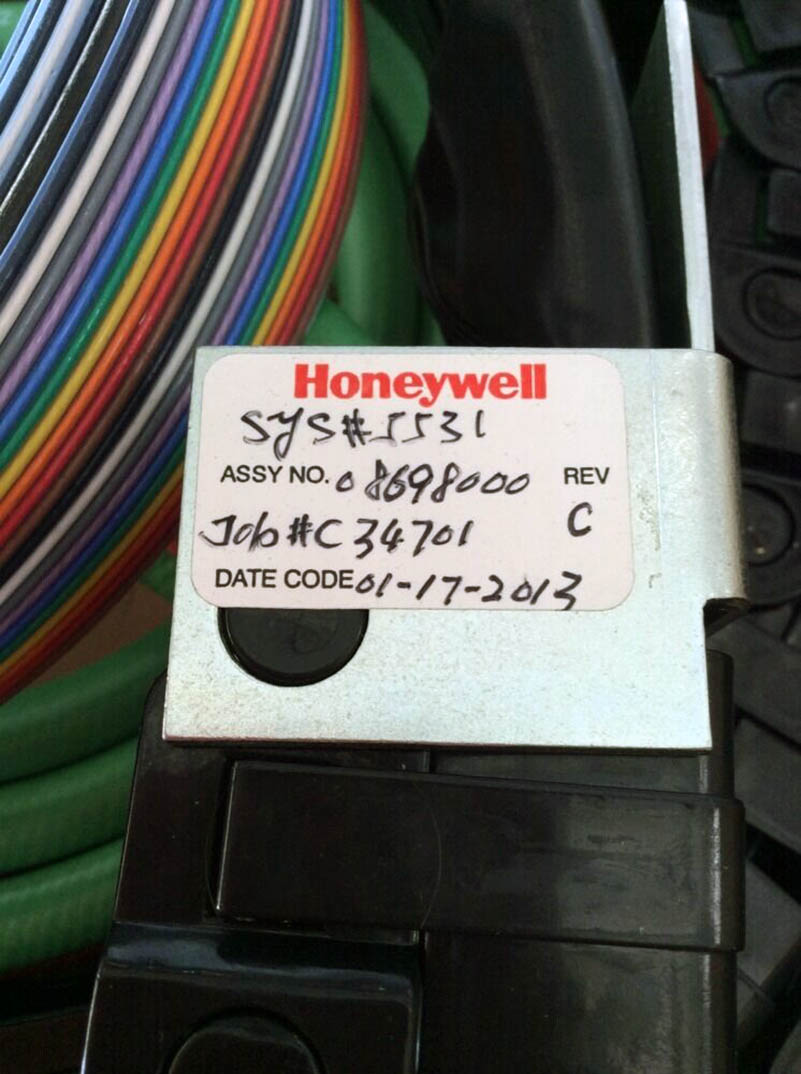 Honeywell
SYS#5531
ASSY NO. 08698000 REV
Job#C34701 C
DATE CODE 01-17-2013